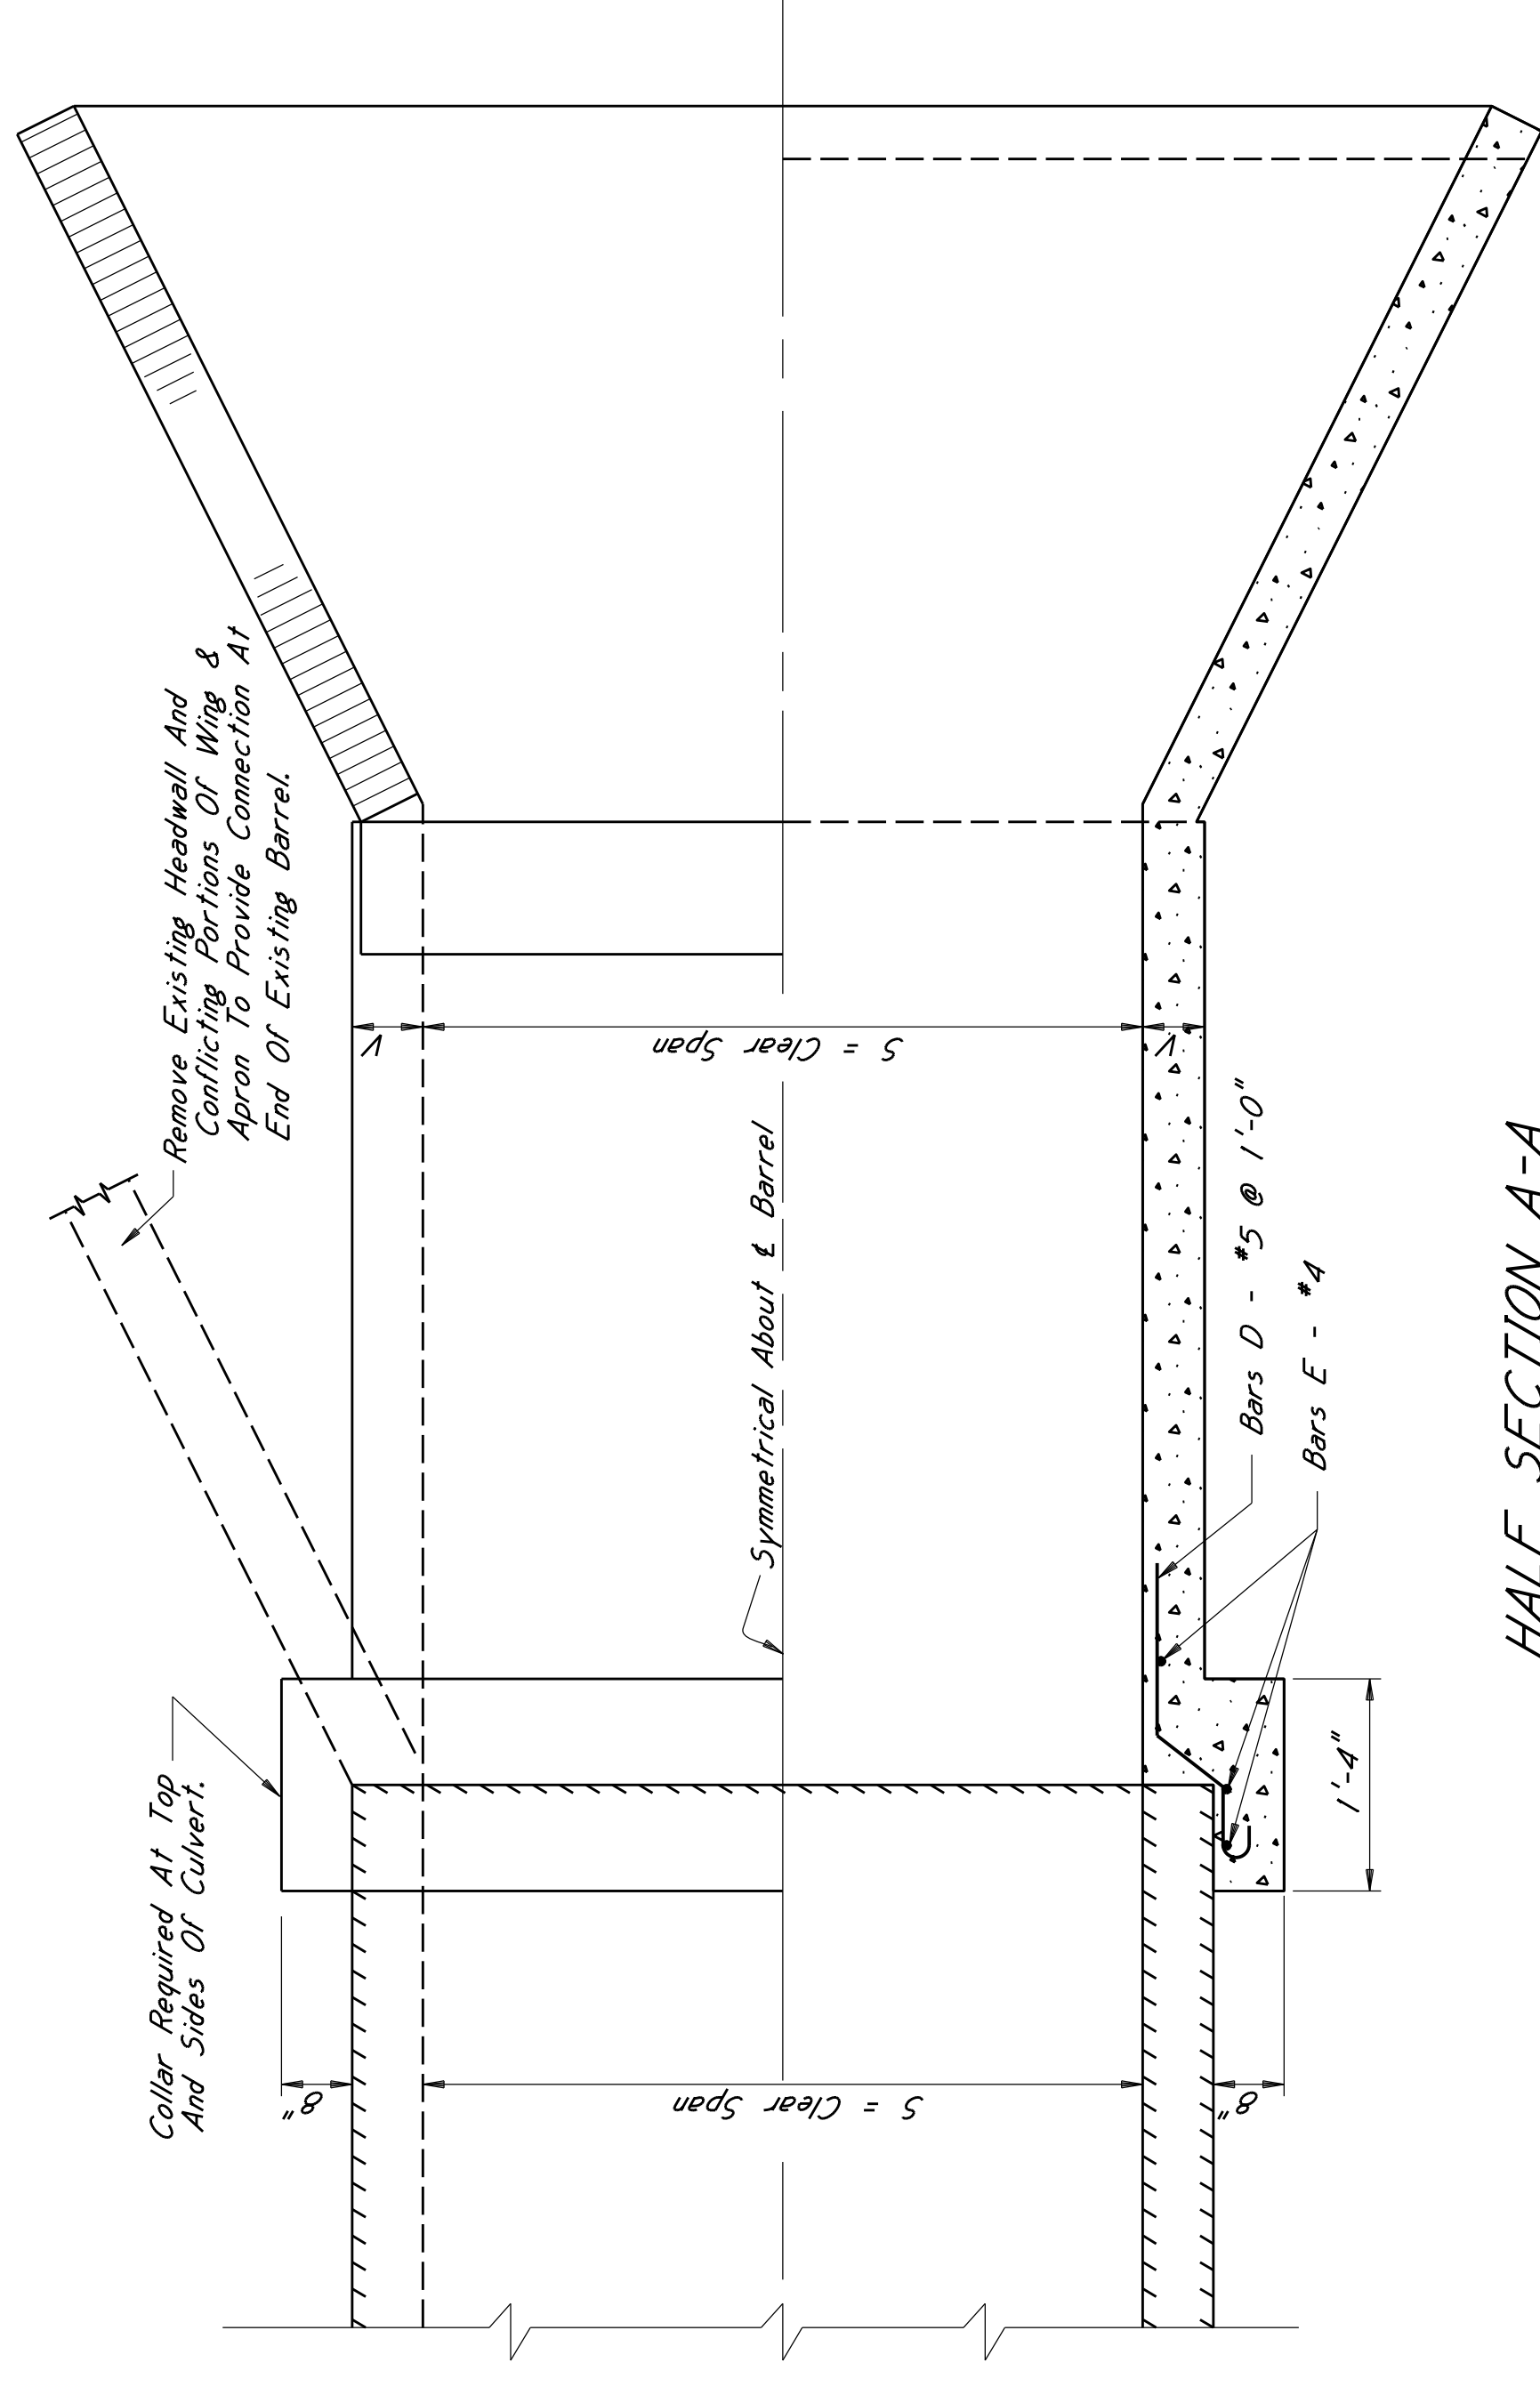 Remove Existing Headwall And
Conflicting Portions Of Wing &
Apron To Provide Connection At
End Of Existing Barrel.
Collar Required At Top
And Sides Of Culvert.
V
S = Clear Span
V
Symmetrical About ℄ Barrel
Bars D - #5 @ 1'-0"
Bars E - #4
8"
S = Clear Span
8"
1'-4"
HALF SECTION A-A